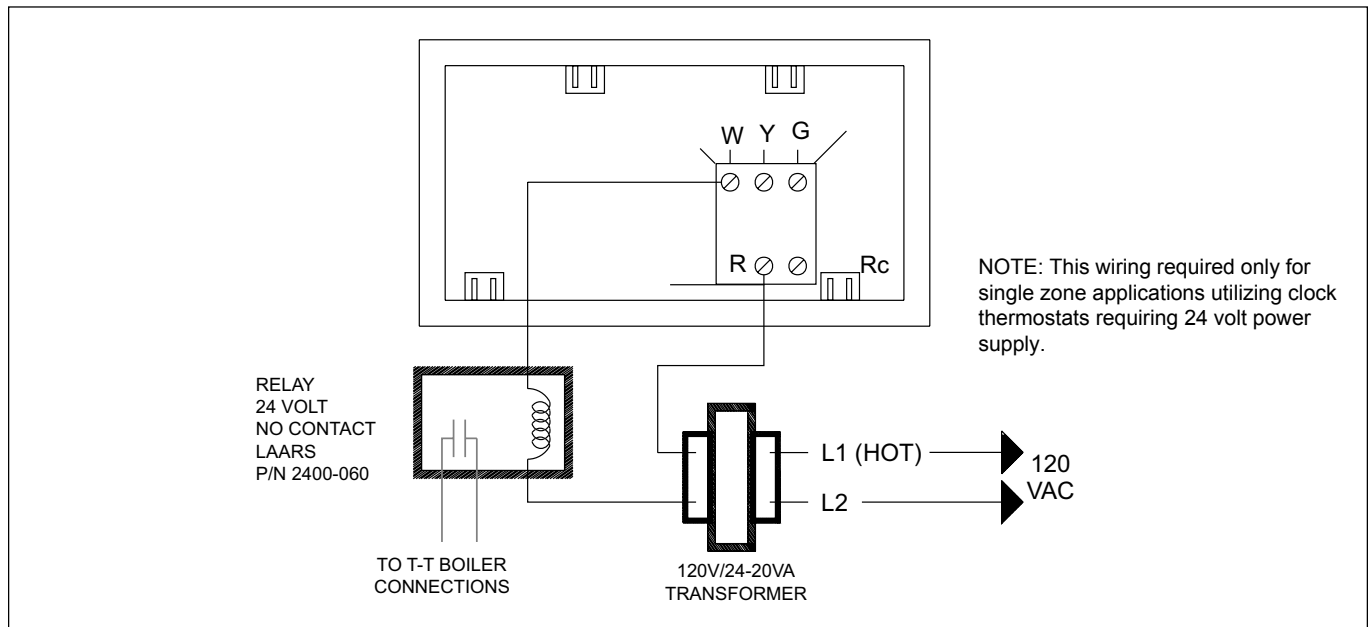 W Y G
R
Rc
NOTE: This wiring required only for
single zone applications utilizing clock
thermostats requiring 24 volt power
supply.
RELAY
24 VOLT
NO CONTACT
LAARS
P/N 2400-060
L1 (HOT)
L2
120
VAC
TO T-T BOILER
CONNECTIONS
120V/24-20VA
TRANSFORMER